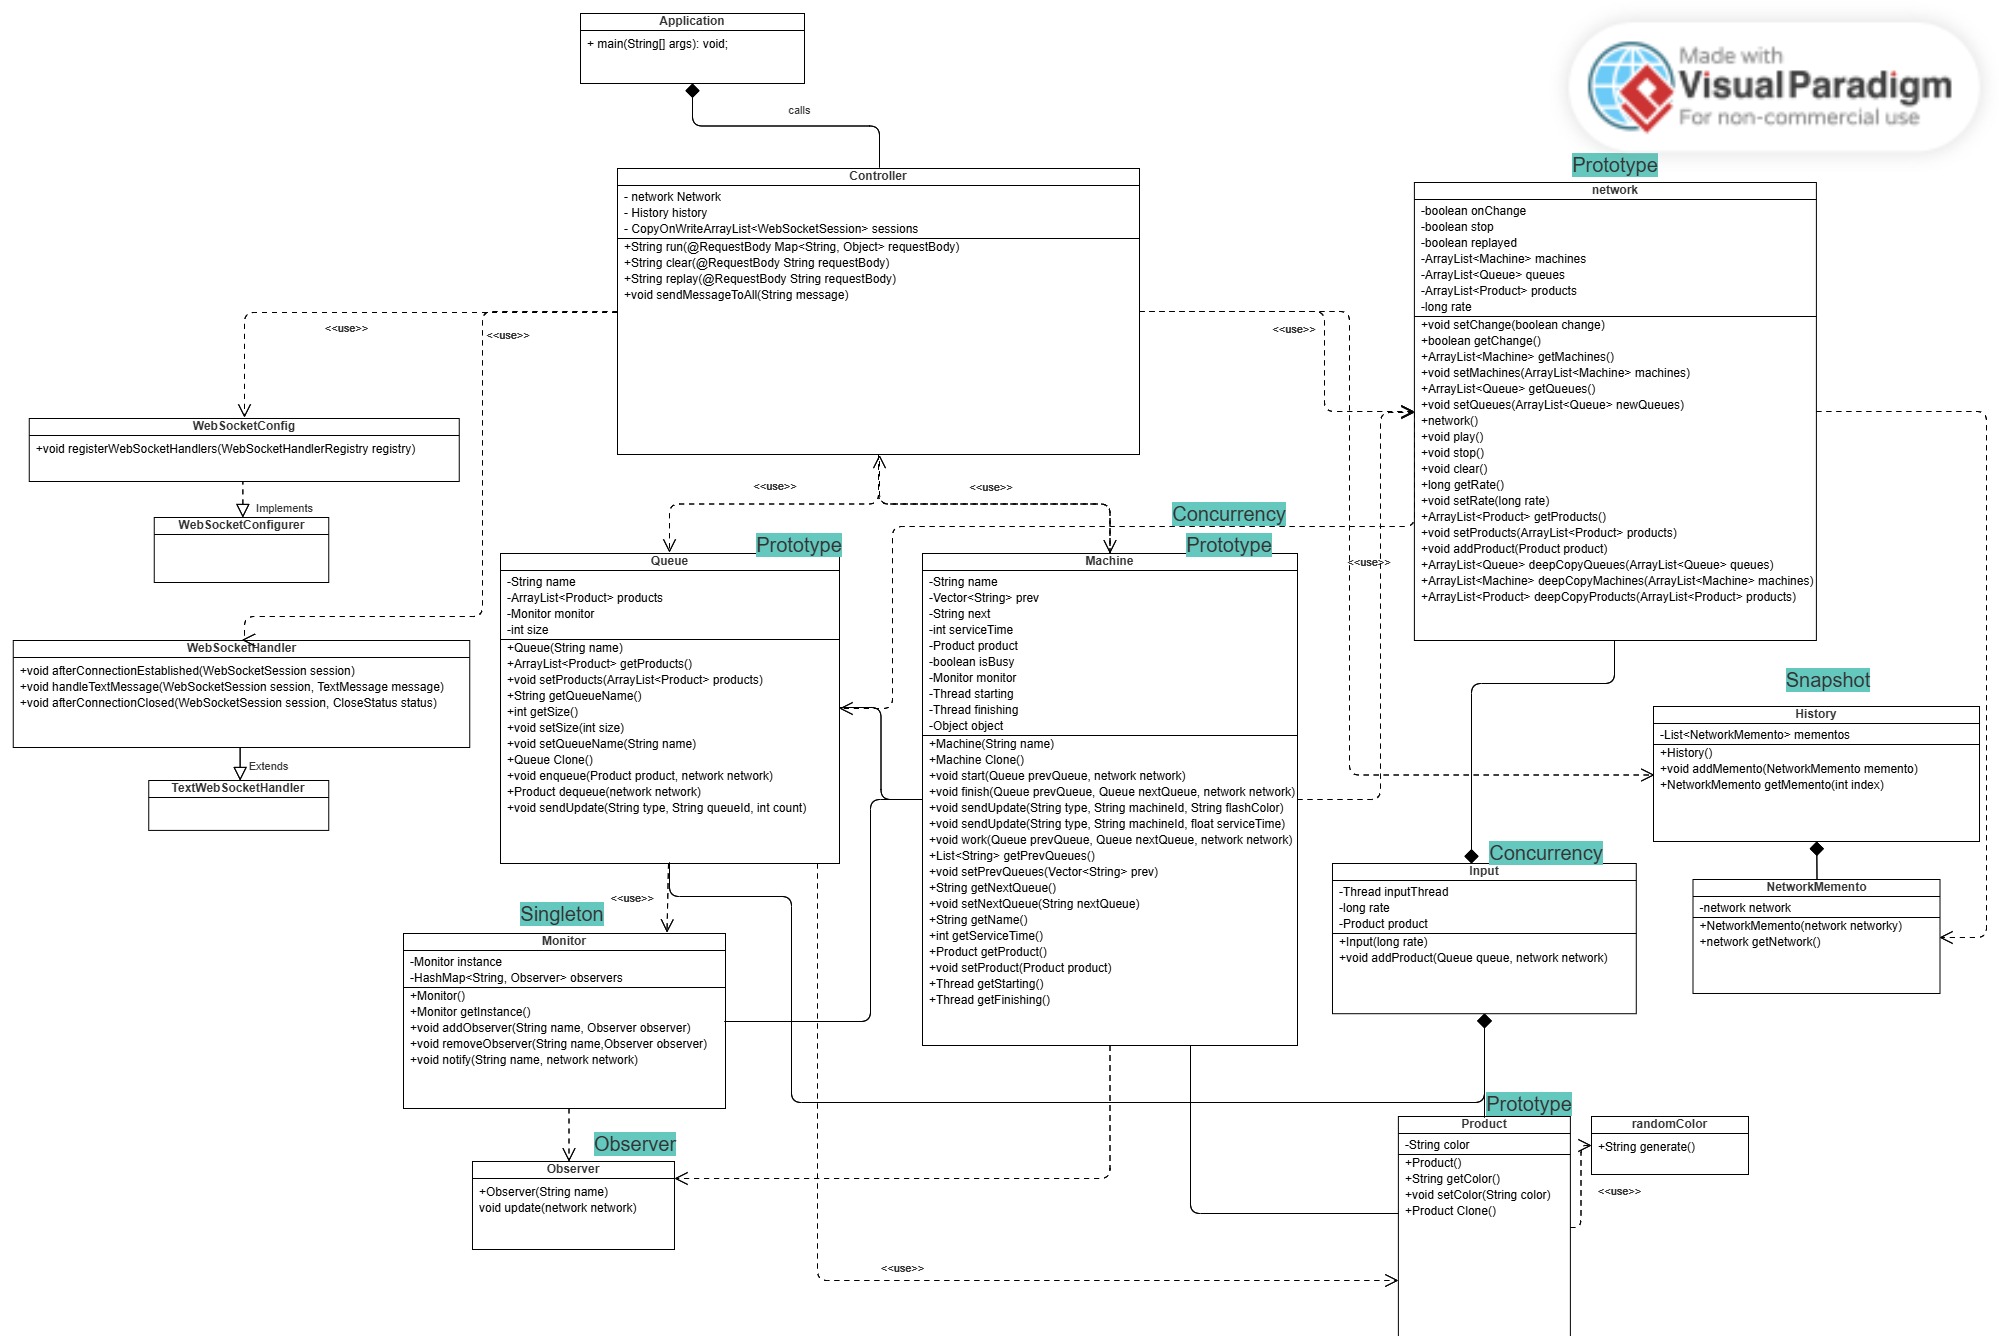 Application
+ main(String[] args): void;
calls
Made with
Visual Paradigm
For non-commercial use
Controller
- network Network
- History history
- CopyOnWriteArrayList<WebSocketSession> sessions
+String run(@RequestBody Map<String, Object> requestBody)
+String clear(@RequestBody String requestBody)
+String replay(@RequestBody String requestBody)
+void sendMessageToAll(String message)
Prototype
network
-boolean onChange
-boolean stop
-boolean replayed
-ArrayList<Machine> machines
-ArrayList<Queue> queues
-ArrayList<Product> products
-long rate
+void setChange(boolean change)
+boolean getChange()
+ArrayList<Machine> getMachines()
+void setMachines(ArrayList<Machine> machines)
+ArrayList<Queue> getQueues()
+void setQueues(ArrayList<Queue> newQueues)
+network()
+void play()
+void stop()
+void clear()
+long getRate()
+void setRate(long rate)
+ArrayList<Product> getProducts()
+void setProducts(ArrayList<Product> products)
+void addProduct(Product product)
+ArrayList<Queue> deepCopyQueues(ArrayList<Queue> queues)
+ArrayList<Machine> deepCopyMachines(ArrayList<Machine> machines)
+ArrayList<Product> deepCopyProducts(ArrayList<Product> products)
<<use>>
<<use>>
<<use>>
WebSocketConfig
+void registerWebSocketHandlers(WebSocketHandlerRegistry registry)
Implements
WebSocketConfigurer
<<use>>
<<use>>
Concurrency
<<use>>
WebSocketHandler
+void afterConnectionEstablished(WebSocketSession session)
+void handleTextMessage(WebSocketSession session, TextMessage message)
+void afterConnectionClosed(WebSocketSession session, CloseStatus status)
Extends
TextWebSocketHandler
Prototype
Queue
-String name
-ArrayList<Product> products
-Monitor monitor
-int size
+Queue(String name)
+ArrayList<Product> getProducts()
+void setProducts(ArrayList<Product> products)
+String getQueueName()
+int getSize()
+void setSize(int size)
+void setQueueName(String name)
+Queue Clone()
+void enqueue(Product product, network network)
+Product dequeue(network network)
+void sendUpdate(String type, String queueId, int count)
Prototype
Machine
-String name
-Vector<String> prev
-String next
-int serviceTime
-Product product
-boolean isBusy
-Monitor monitor
-Thread starting
-Thread finishing
-Object object
+Machine(String name)
+Machine Clone()
+void start(Queue prevQueue, network network)
+void finish(Queue prevQueue, Queue nextQueue, network network)
+void sendUpdate(String type, String machineId, String flashColor)
+void sendUpdate(String type, String machineId, float serviceTime)
+void work(Queue prevQueue, Queue nextQueue, network network)
+List<String> getPrevQueues()
+void setPrevQueues(Vector<String> prev)
+String getNextQueue()
+void setNextQueue(String nextQueue)
+String getName()
+int getServiceTime()
+Product getProduct()
+void setProduct(Product product)
+Thread getStarting()
+Thread getFinishing()
Snapshot
History
-List<NetworkMemento> mementos
+History()
+void addMemento(NetworkMemento memento)
+NetworkMemento getMemento(int index)
NetworkMemento
-network network
+NetworkMemento(network networky)
+network getNetwork()
Concurrency
Input
-Thread inputThread
-long rate
-Product product
+Input(long rate)
+void addProduct(Queue queue, network network)
<<use>>
Singleton
Monitor
-Monitor instance
-HashMap<String, Observer> observers
+Monitor()
+Monitor getInstance()
+void addObserver(String name, Observer observer)
+void removeObserver(String name,Observer observer)
+void notify(String name, network network)
Observer
Observer
+Observer(String name)
void update(network network)
Prototype
Product
-String color
+Product()
+String getColor()
+void setColor(String color)
+Product Clone()
randomColor
+String generate()
<<use>>
<<use>>